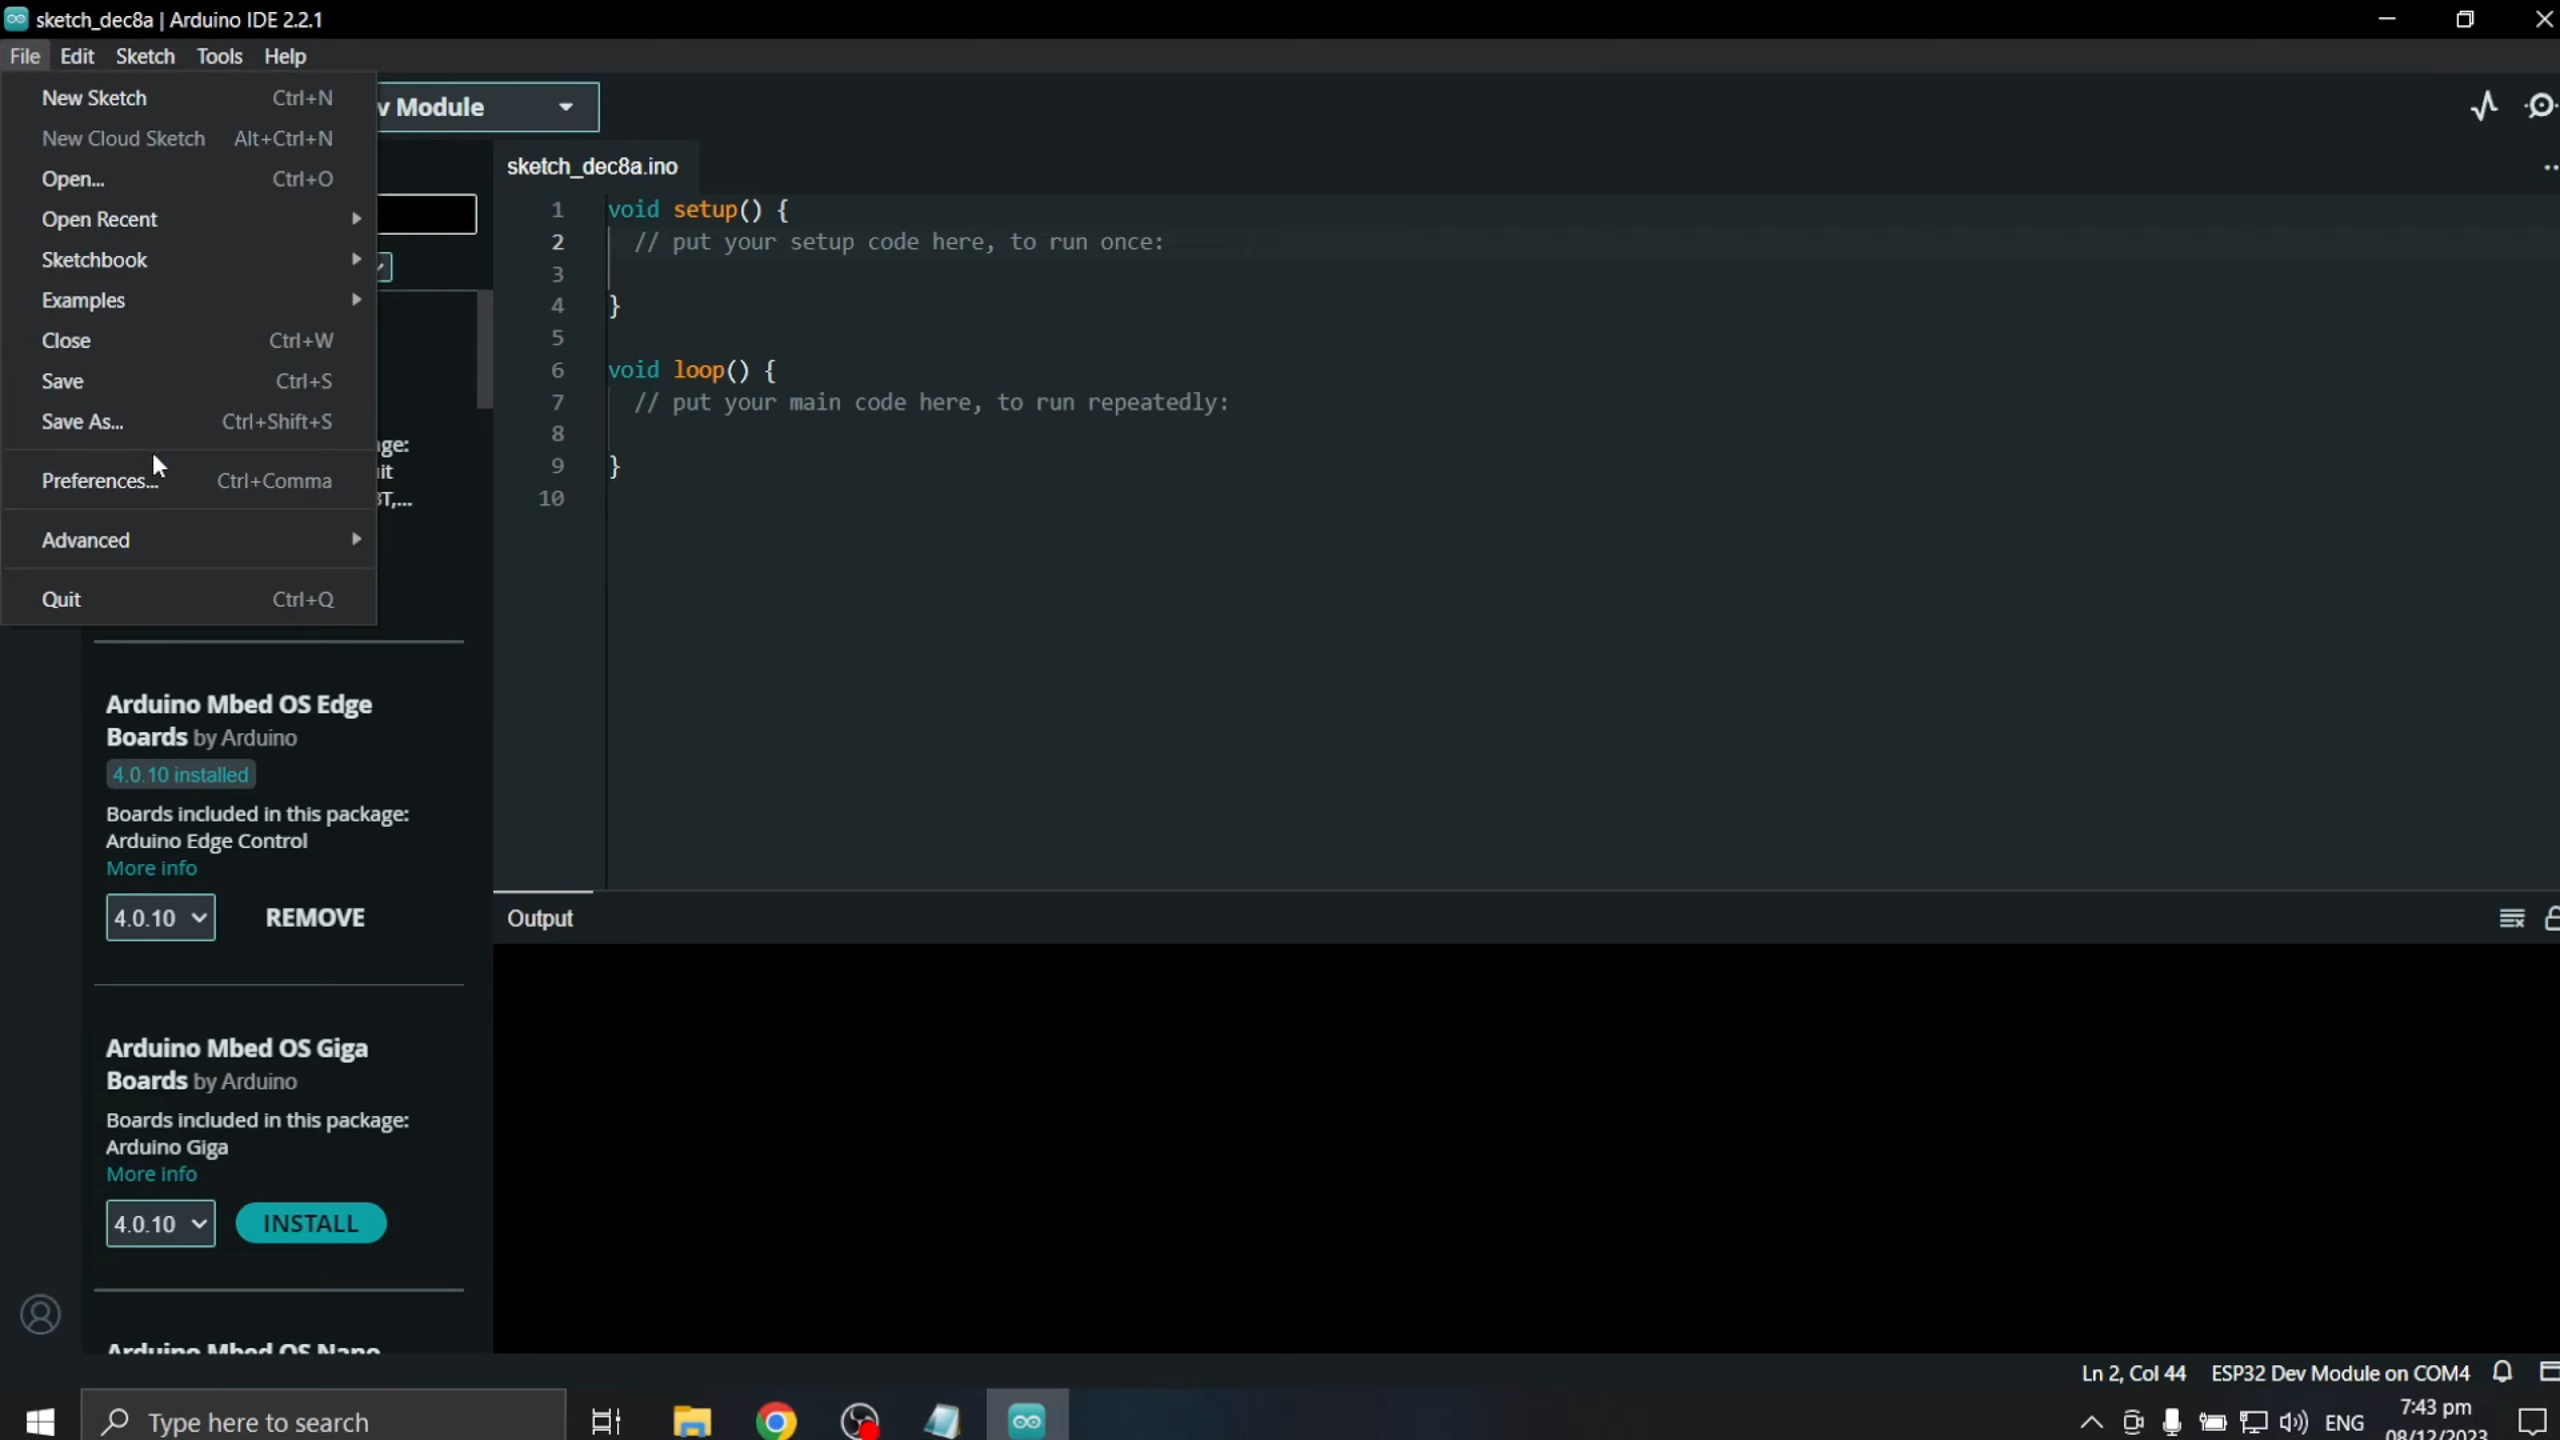 sketch_dec8a | Arduino IDE 2.2.1
File Edit Sketch Tools Help
New Sketch Ctrl+N
New Cloud Sketch Alt+Ctrl+N
Open... Ctrl+O
Open Recent
Sketchbook
Examples
Close Ctrl+W
Save Ctrl+S
Save As... Ctrl+Shift+S
Preferences... Ctrl+Comma
Advanced
Quit Ctrl+Q
v Module
Arduino Mbed OS Edge
Boards by Arduino
4.0.10 installed
Boards included in this package:
Arduino Edge Control
More info
4.0.10 REMOVE
Arduino Mbed OS Giga
Boards by Arduino
Boards included in this package:
Arduino Giga
More info
4.0.10 INSTALL
Arduino Mbed OS Nano
sketch_dec8a.ino
1 void setup() {
2 // put your setup code here, to run once:
3
4 }
5
6 void loop() {
7 // put your main code here, to run repeatedly:
8
9 }
10
Output
Ln 2, Col 44 ESP32 Dev Module on COM4
Type here to search
ENG
7:43 pm
08/12/2023